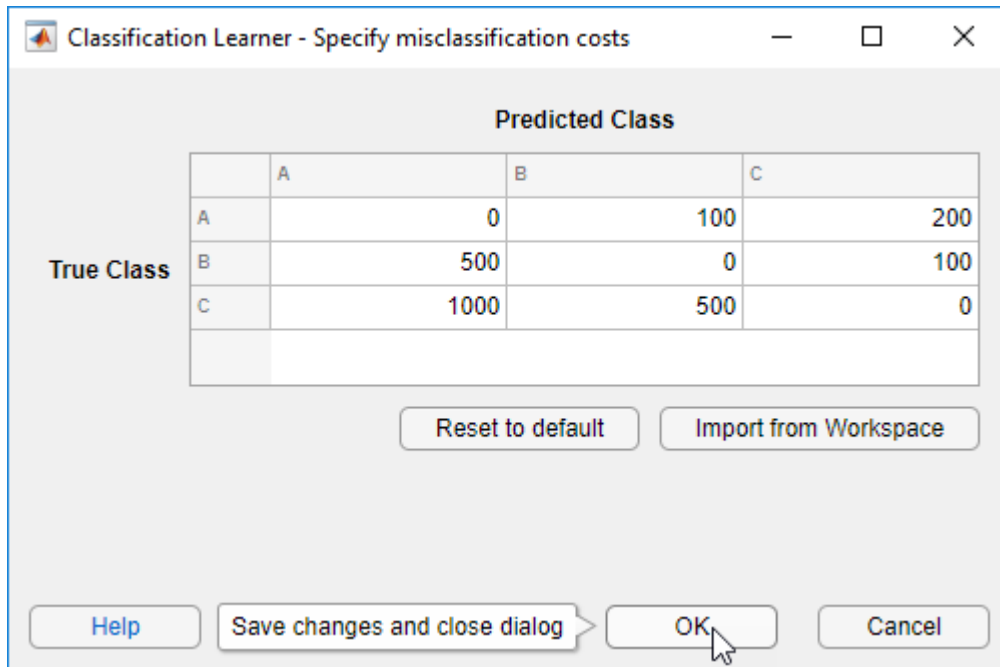 Classification Learner - Specify misclassification costs
Predicted Class
A B C
A 0 100 200
True Class B 500 0 100
C 1000 500 0
Reset to default Import from Workspace
Help Save changes and close dialog OK Cancel